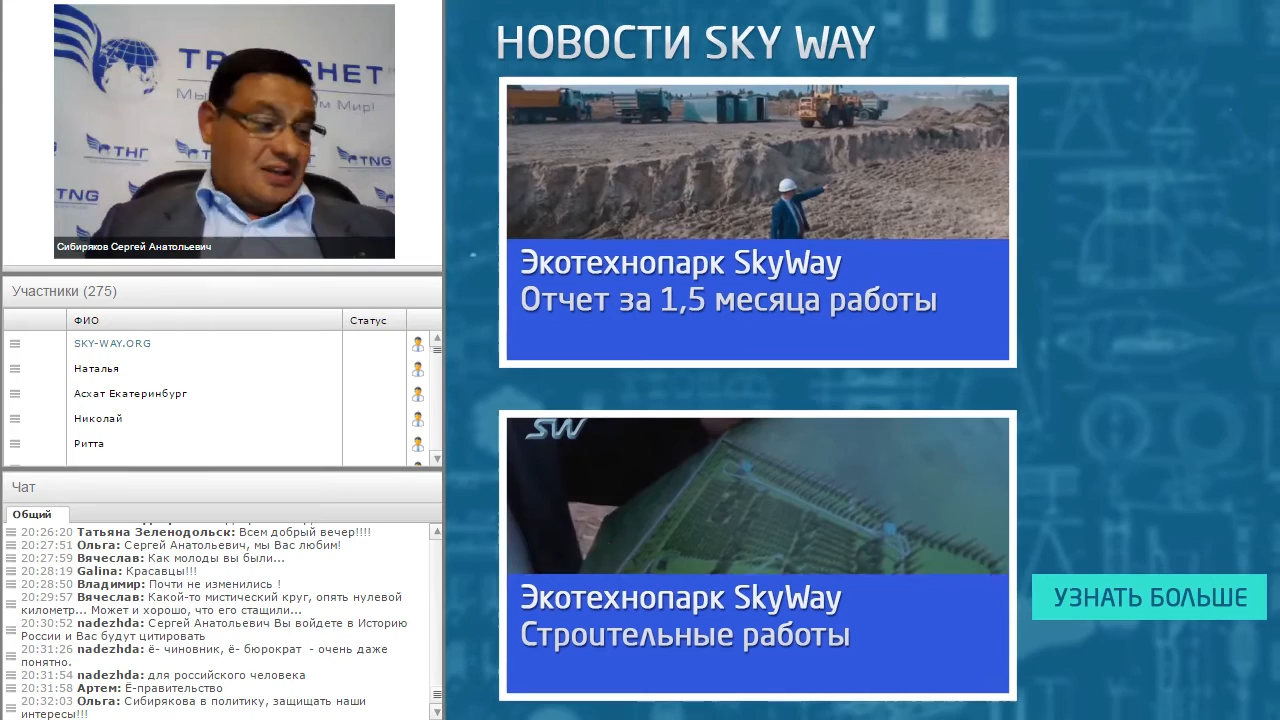 Мы
м Мир!
ТНГ
TNG
TNG
Сибиряков Сергей Анатольевич
Участники (275)
ФИО
Статус
SKY-WAY.ORG
Наталья
Асхат Екатеринбург
Николай
Ритта
Чат
Общий
20:26:20 Татьяна Зеленодольск: Всем добрый вечер!!!!
20:27:51 Ольга: Сергей Анатольевич, мы Вас любим!
20:27:59 Вячеслав: Как молоды вы были...
20:28:19 Galina: Красавцы!!!
20:28:50 Владимир: Почти не изменились !
20:29:57 Вячеслав: Какой-то мистический круг, опять нулевой
километр... Может и хорошо, что его стащили...
20:30:52 nadezhda: Сергей Анатольевич Вы войдете в Историю
России и Вас будут цитировать
20:31:26 nadezhda: ё- чиновник, ё- бюрократ - очень даже
понятно.
20:31:54 nadezhda: для российского человека
20:31:58 Артем: Ё-правительство
20:32:03 Ольга: Сибирякова в политику, защищать наши
интересы!!!
НОВОСТИ SKY WAY
Экотехнопарк SkyWay
Отчет за 1,5 месяца работы
SW
Экотехнопарк SkyWay
Строительные работы
УЗНАТЬ БОЛЬШЕ